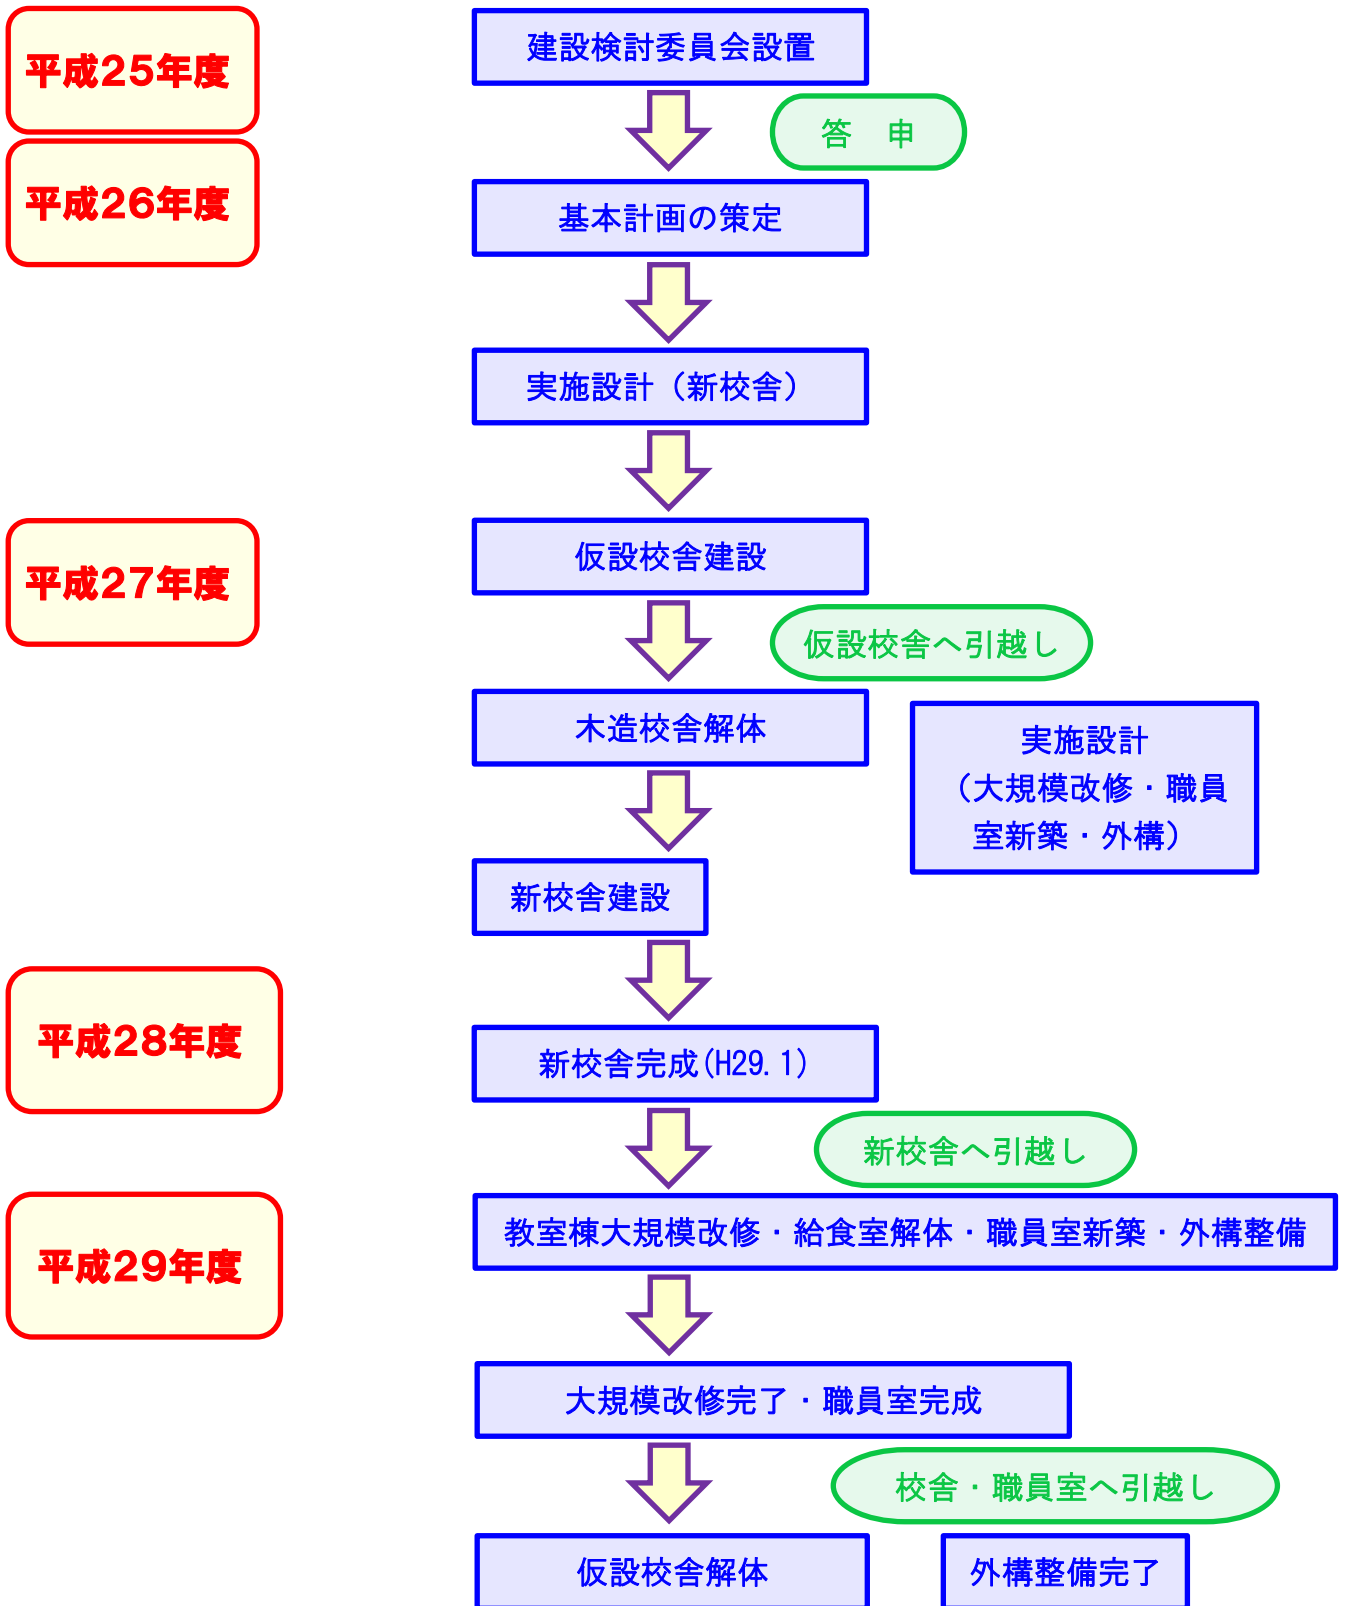 平成25年度
建設検討委員会設置
答　申
平成26年度
基本計画の策定
実施設計（新校舎）
平成27年度
仮設校舎建設
仮設校舎へ引越し
木造校舎解体
実施設計
（大規模改修・職員
室新築・外構）
新校舎建設
平成28年度
新校舎完成(H29.1)
新校舎へ引越し
平成29年度
教室棟大規模改修・給食室解体・職員室新築・外構整備
大規模改修完了・職員室完成
校舎・職員室へ引越し
仮設校舎解体
外構整備完了